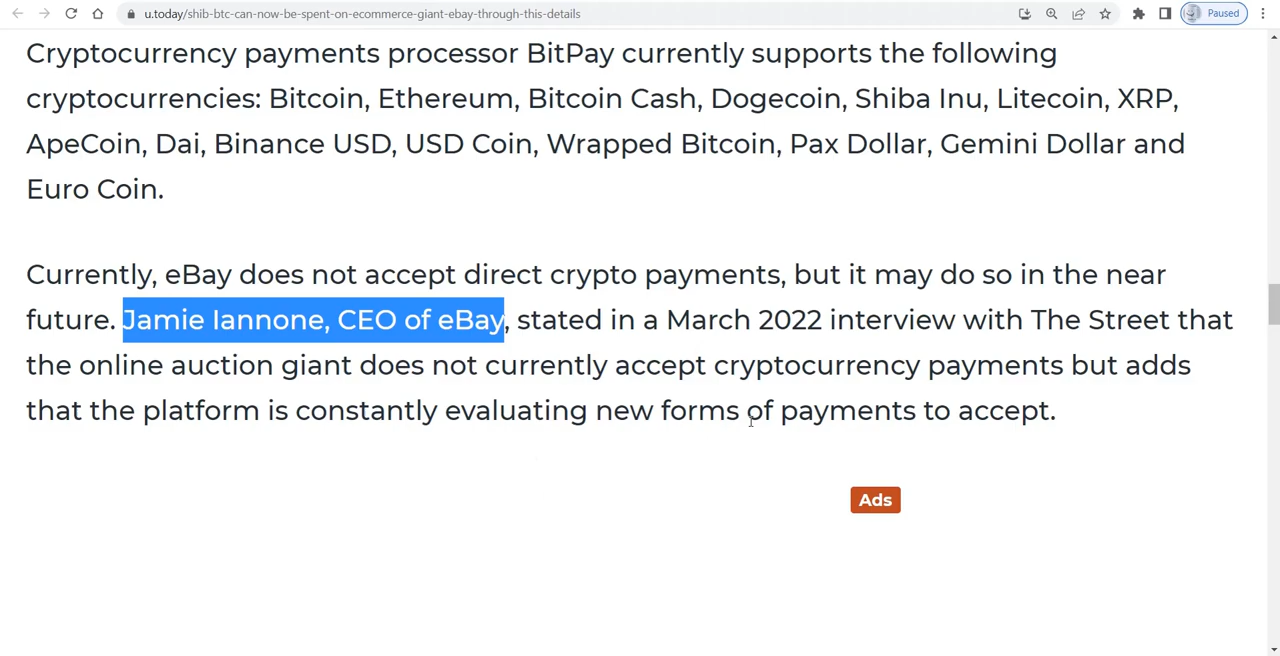 u.today/shib-btc-can-now-be-spent-on-ecommerce-giant-ebay-through-this-details
Paused
Cryptocurrency payments processor BitPay currently supports the following
cryptocurrencies: Bitcoin, Ethereum, Bitcoin Cash, Dogecoin, Shiba Inu, Litecoin, XRP,
ApeCoin, Dai, Binance USD, USD Coin, Wrapped Bitcoin, Pax Dollar, Gemini Dollar and
Euro Coin.
Currently, eBay does not accept direct crypto payments, but it may do so in the near
future. Jamie Iannone, CEO of eBay, stated in a March 2022 interview with The Street that
the online auction giant does not currently accept cryptocurrency payments but adds
that the platform is constantly evaluating new forms of payments to accept.
Ads